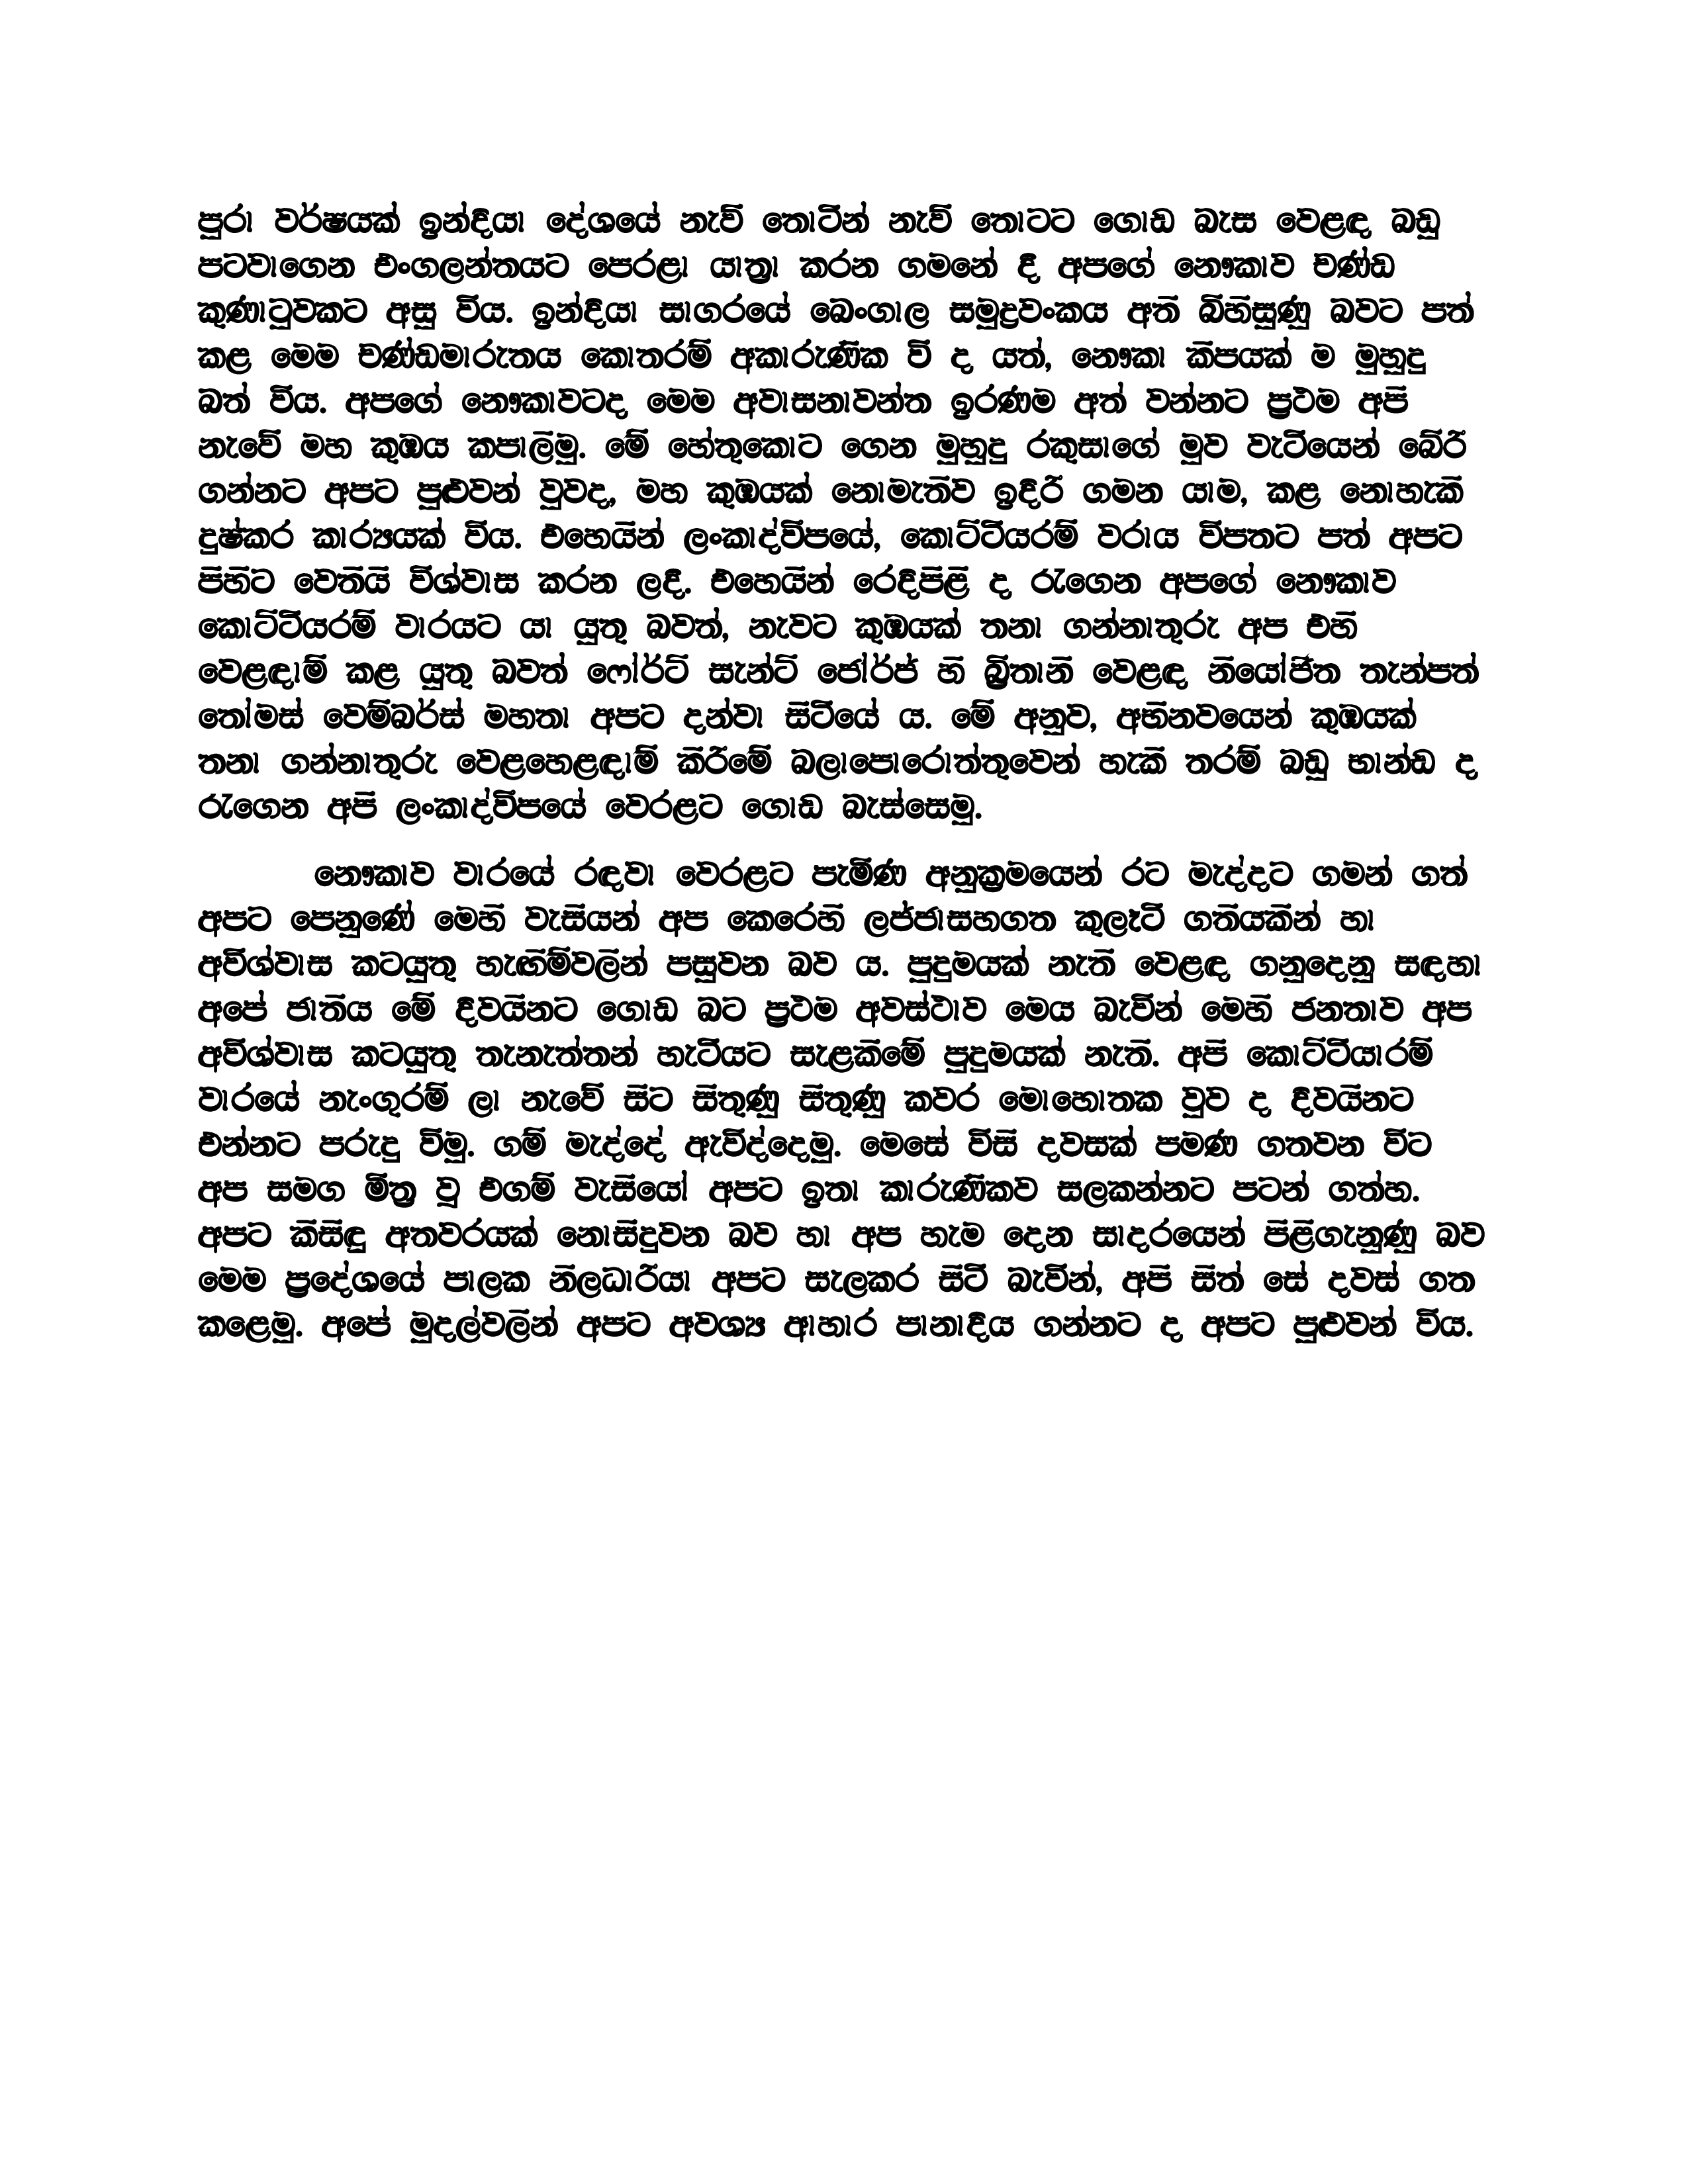 පුරා වර්ෂයක් ඉන්දියා දේශයේ නැව් තොටින් නැව් තොටට ගොඩ බැස වෙළඳ බඩු
පටවාගෙන එංගලන්තයට පෙරළා යාත්‍රා කරන ගමනේ දී අපගේ නෞකාව චණ්ඩ
කුණාටුවකට අසු විය. ඉන්දියා සාගරයේ බෙංගාල සමුද්‍රවංකය අති බිහිසුණු බවට පත්
කළ මෙම චණ්ඩමාරුතය කොතරම් අකාරුණික වී ද යත්, නෞකා කිපයක් ම මුහුදු
බත් විය. අපගේ නෞකාවටද මෙම අවාසනාවන්ත ඉරණම අත් වන්නට ප්‍රථම අපි
නැවේ මහ කුඹය කපාලිමු. මේ හේතුකොට ගෙන මුහුදු රකුසාගේ මුව වැටියෙන් බේරී
ගන්නට අපට පුළුවන් වුවද, මහ කුඹයක් නොමැතිව ඉදිරි ගමන යාම, කළ නොහැකි
දුෂ්කර කාර්‍යයක් විය. එහෙයින් ලංකාද්වීපයේ, කොට්ටියරම් වරාය විපතට පත් අපට
පිහිට වෙතියි විශ්වාස කරන ලදී. එහෙයින් රෙදිපිළි ද රැගෙන අපගේ නෞකාව
කොට්ටියරම් වාරයට යා යුතු බවත්, නැවට කුඹයක් තනා ගන්නාතුරු අප එහි
වෙළඳාම් කළ යුතු බවත් ෆෝර්ට් සැන්ට් ජෝර්ජ් හි බ්‍රිතානි වෙළඳ නියෝජිත තැන්පත්
තෝමස් වෙම්බර්ස් මහතා අපට දන්වා සිටියේ ය. මේ අනුව, අභිනවයෙන් කුඹයක්
තනා ගන්නාතුරු වෙළහෙළඳාම් කිරීමේ බලාපොරොත්තුවෙන් හැකි තරම් බඩු භාන්ඩ ද
රැගෙන අපි ලංකාද්වීපයේ වෙරළට ගොඩ බැස්සෙමු.
නෞකාව වාරයේ රඳවා වෙරළට පැමිණ අනුක්‍රමයෙන් රට මැද්දට ගමන් ගත්
අපට පෙනුණේ මෙහි වැසියන් අප කෙරෙහි ලජ්ජාසහගත කුලෑටි ගතියකින් හා
අවිශ්වාස කටයුතු හැඟීම්වලින් පසුවන බව ය. පුදුමයක් නැති වෙළඳ ගනුදෙනු සඳහා
අපේ ජාතිය මේ දිවයිනට ගොඩ බට ප්‍රථම අවස්ථාව මෙය බැවින් මෙහි ජනතාව අප
අවිශ්වාස කටයුතු තැනැත්තන් හැටියට සැළකීමේ පුදුමයක් නැති. අපි කොට්ටියාරම්
වාරයේ නැංගුරම් ලා නැවේ සිට සිතුණු සිතුණු කවර මොහොතක වුව ද දිවයිනට
එන්නට පරුදු වීමු. ගම් මැද්දේ ඇවිද්දෙමු. මෙසේ විසි දවසක් පමණ ගතවන විට
අප සමග මිත්‍ර වූ එගම් වැසියෝ අපට ඉතා කාරුණිකව සලකන්නට පටන් ගත්හ.
අපට කිසිඳු අතවරයක් නොසිදුවන බව හා අප හැම දෙන සාදරයෙන් පිළිගැනුණු බව
මෙම ප්‍රදේශයේ පාලක නිලධාරියා අපට සැලකර සිටි බැවින්, අපි සිත් සේ දවස් ගත
කළෙමු. අපේ මුදල්වලින් අපට අවශ්‍ය ආහාර පානාදිය ගන්නට ද අපට පුළුවන් විය.